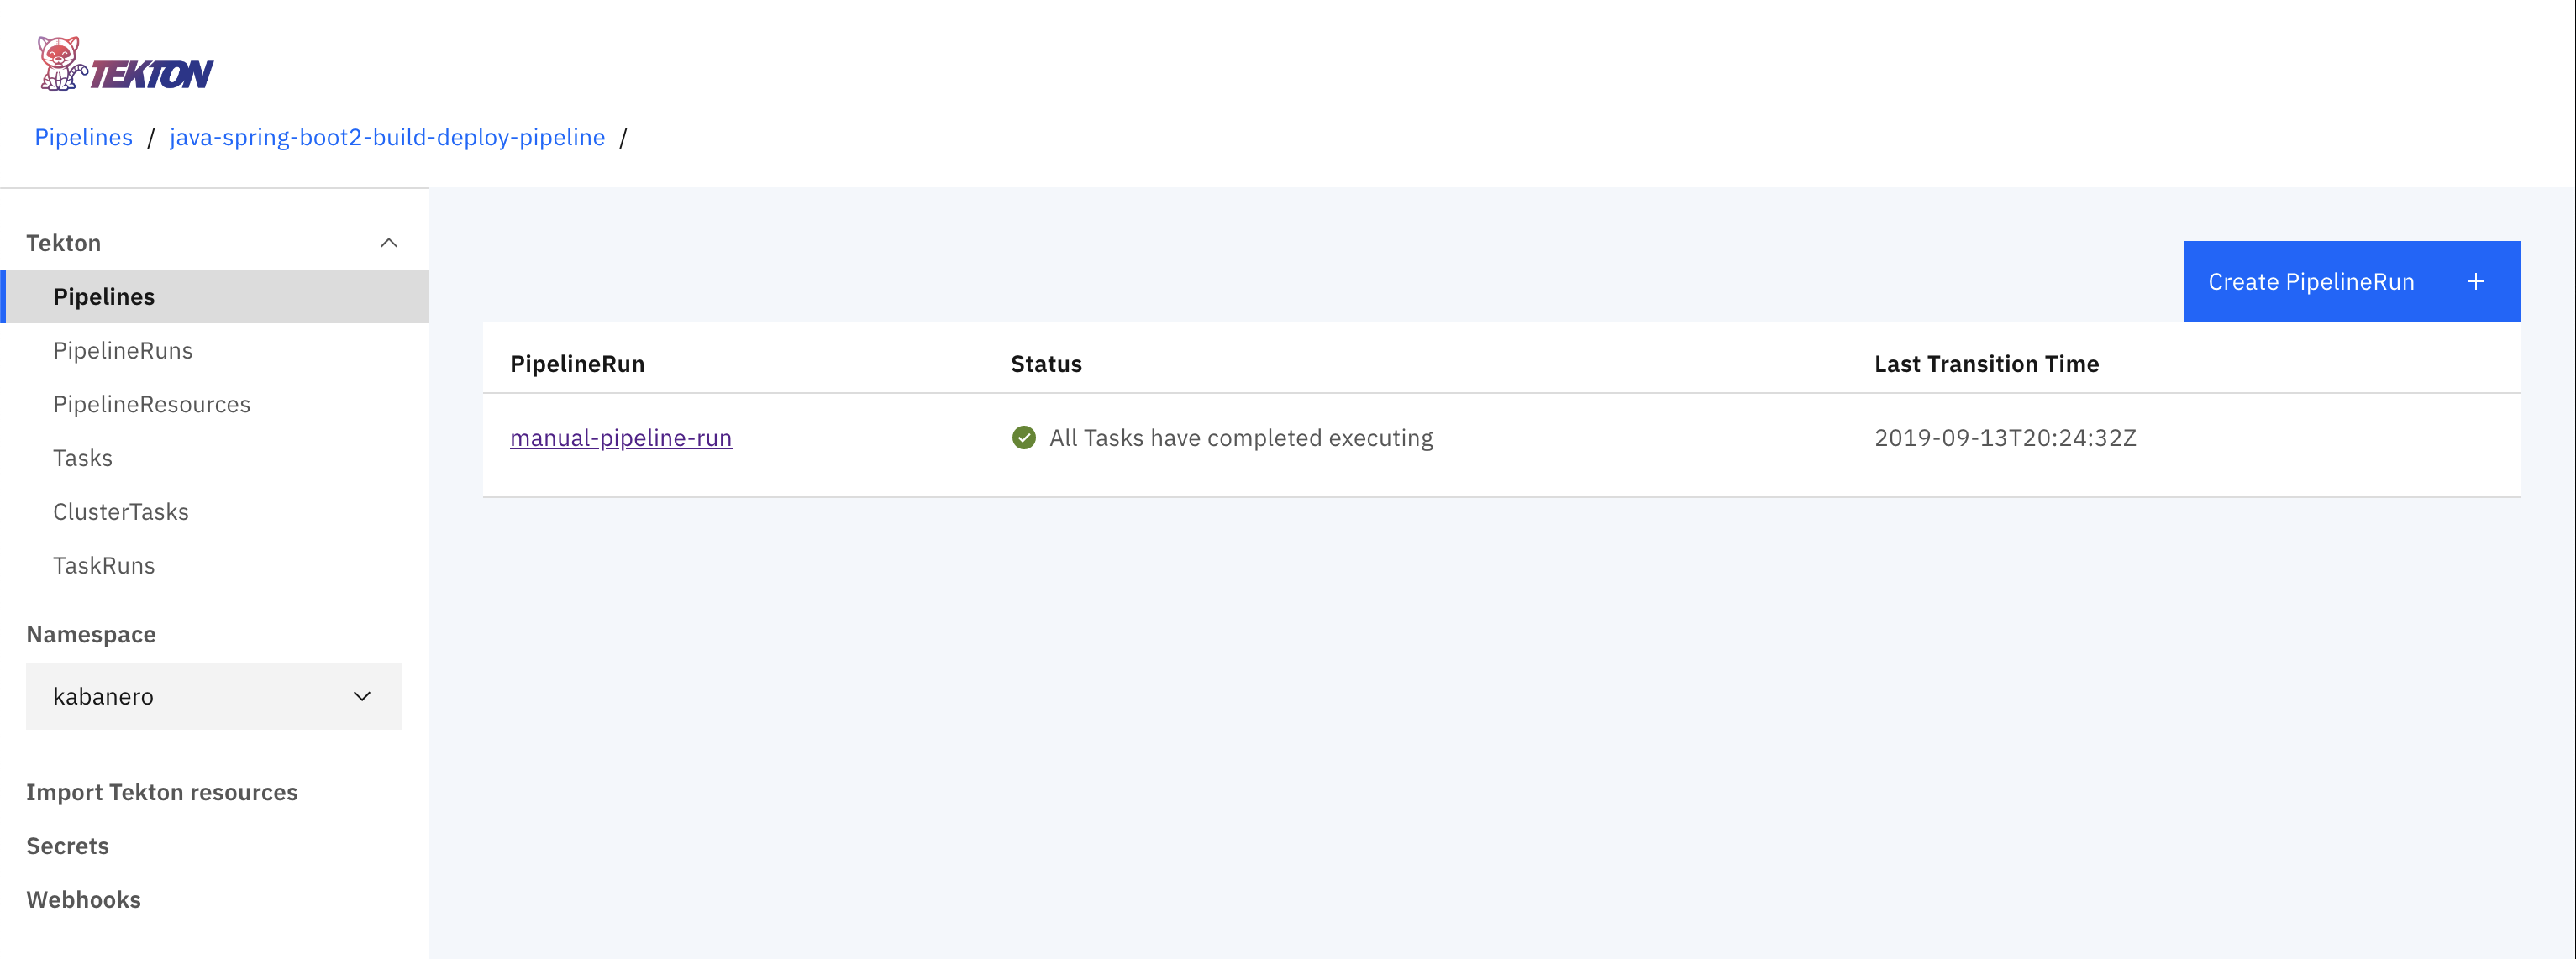 TEKTON
Pipelines / java-spring-boot2-build-deploy-pipeline /
Tekton
Pipelines
PipelineRuns
PipelineResources
Tasks
ClusterTasks
TaskRuns
Namespace
kabanero
Import Tekton resources
Secrets
Webhooks
Create PipelineRun +
PipelineRun Status Last Transition Time
manual-pipeline-run All Tasks have completed executing 2019-09-13T20:24:32Z